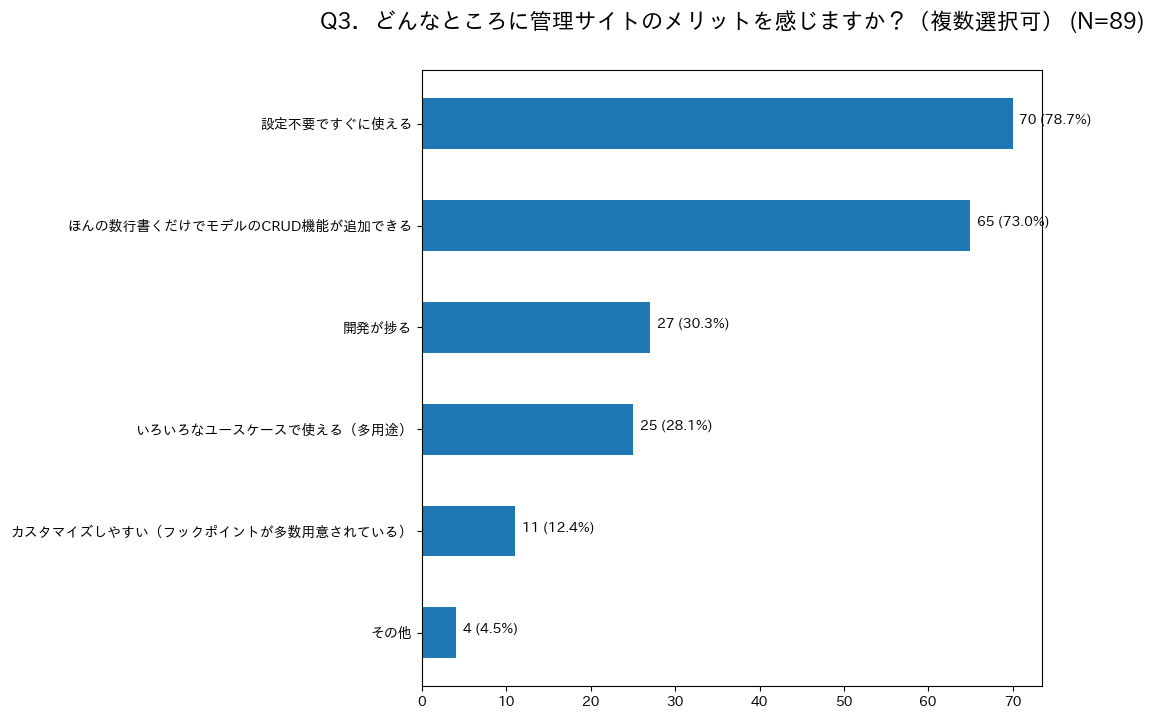 Q3. どんなところに管理サイトのメリットを感じますか？（複数選択可） (N=89)
設定不要ですぐに使える
70 (78.7%)
ほんの数行書くだけでモデルのCRUD機能が追加できる
65 (73.0%)
開発が捗る
27 (30.3%)
いろいろなユースケースで使える（多用途）
25 (28.1%)
カスタマイズしやすい（フックポイントが多数用意されている）
11 (12.4%)
その他
4 (4.5%)
0 10 20 30 40 50 60 70